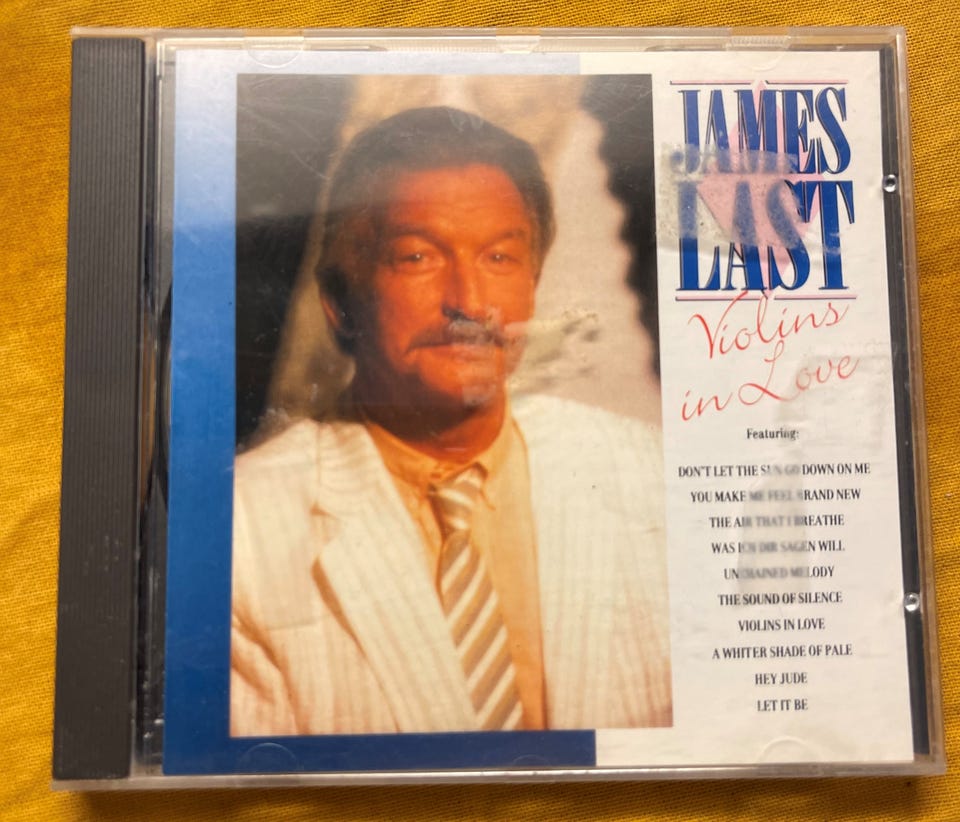 JAMES
LAST
Violins
in Love
Featuring:
DON'T LET THE SUN GO DOWN ON ME
YOU MAKE ME FEEL BRAND NEW
THE AIR THAT I BREATHE
WAS ICH DIR SAGEN WILL
UNCHAINED MELODY
THE SOUND OF SILENCE
VIOLINS IN LOVE
A WHITER SHADE OF PALE
HEY JUDE
LET IT BE